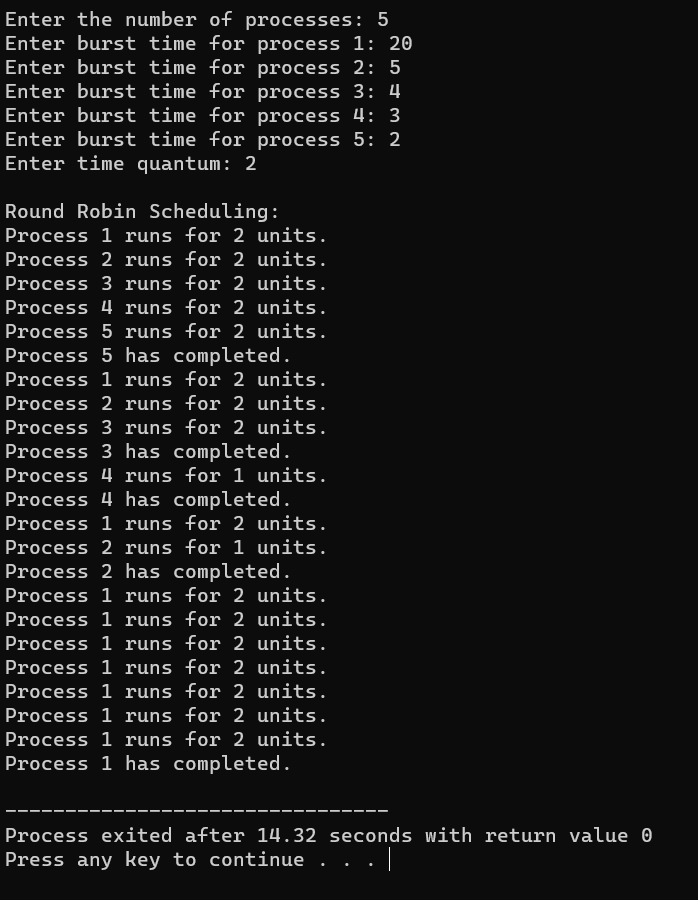 Enter the number of processes: 5
Enter burst time for process 1: 20
Enter burst time for process 2: 5
Enter burst time for process 3: 4
Enter burst time for process 4: 3
Enter burst time for process 5: 2
Enter time quantum: 2

Round Robin Scheduling:
Process 1 runs for 2 units.
Process 2 runs for 2 units.
Process 3 runs for 2 units.
Process 4 runs for 2 units.
Process 5 runs for 2 units.
Process 5 has completed.
Process 1 runs for 2 units.
Process 2 runs for 2 units.
Process 3 runs for 2 units.
Process 3 has completed.
Process 4 runs for 1 units.
Process 4 has completed.
Process 1 runs for 2 units.
Process 2 runs for 1 units.
Process 2 has completed.
Process 1 runs for 2 units.
Process 1 runs for 2 units.
Process 1 runs for 2 units.
Process 1 runs for 2 units.
Process 1 runs for 2 units.
Process 1 runs for 2 units.
Process 1 runs for 2 units.
Process 1 has completed.

--------------------------------
Process exited after 14.32 seconds with return value 0
Press any key to continue . . .